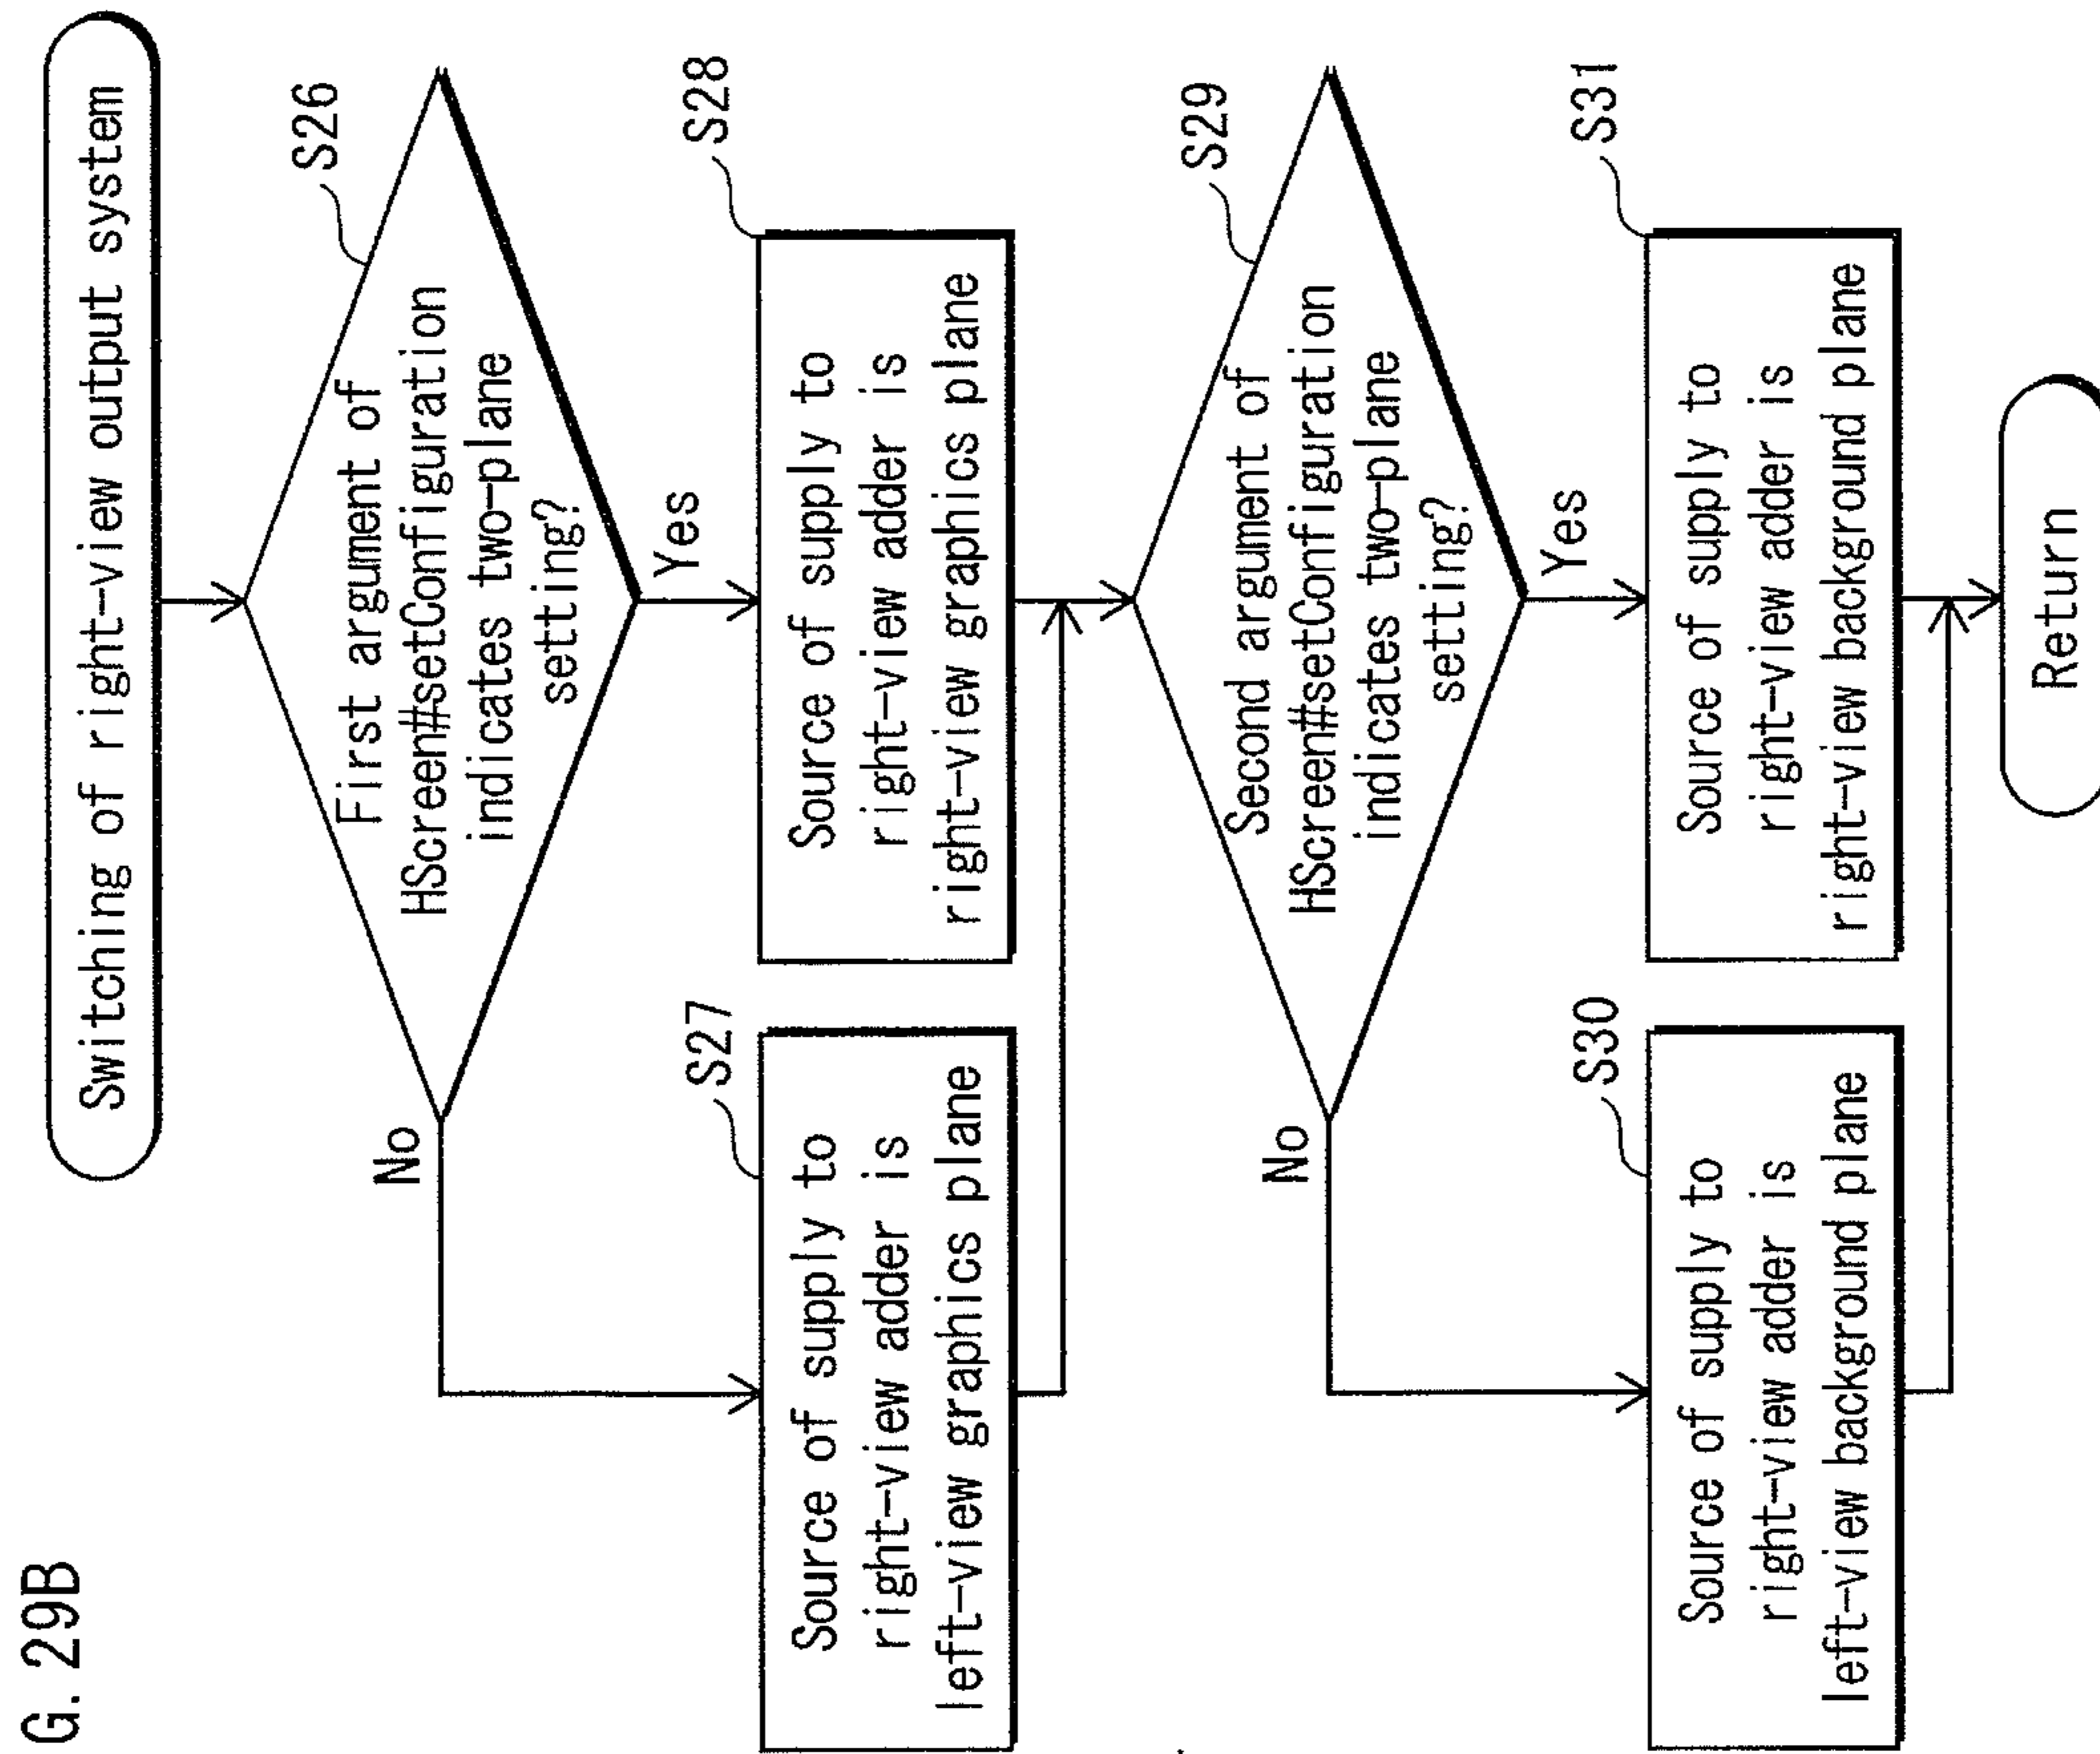 G. 29B
Switching of right-view output system
S26
First argument of
HScreen#setConfiguration
indicates two-plane
setting?
No
Yes
S27
Source of supply to
right-view adder is
left-view graphics plane
S28
Source of supply to
right-view adder is
right-view graphics plane
S29
Second argument of
HScreen#setConfiguration
indicates two-plane
setting?
No
Yes
S30
Source of supply to
right-view adder is
left-view background plane
S31
Source of supply to
right-view adder is
right-view background plane
Return